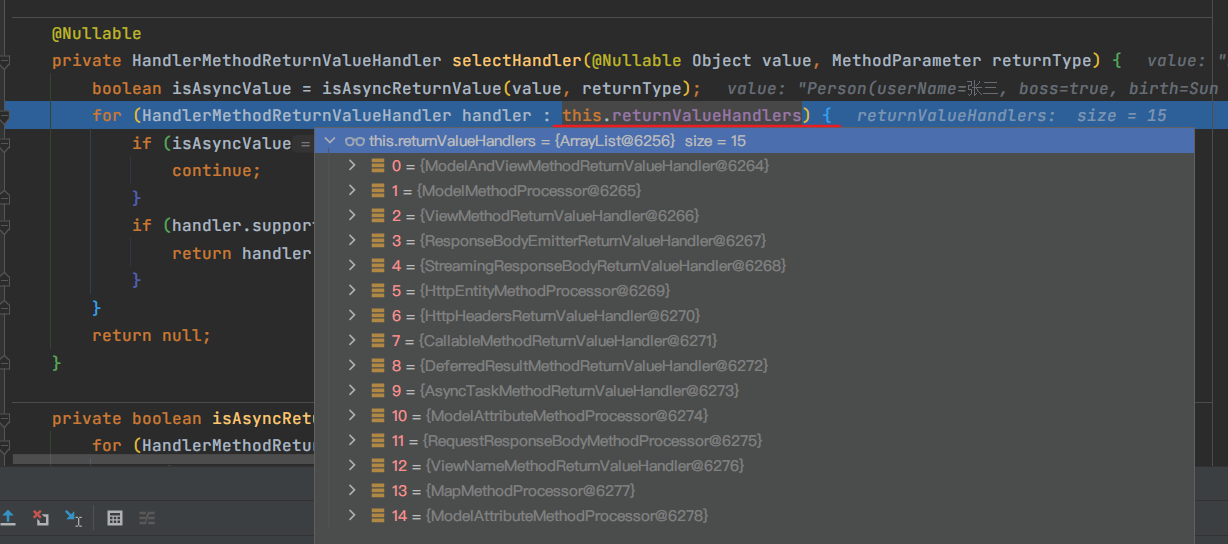 @Nullable
private HandlerMethodReturnValueHandler selectHandler(@Nullable Object value, MethodParameter returnType) { value: "
boolean isAsyncValue = isAsyncReturnValue(value, returnType); value: "Person(userName=张三, boss=true, birth=Sun
for (HandlerMethodReturnValueHandler handler : this.returnValueHandlers) { returnValueHandlers: size = 15
if (isAsyncValue =
this.returnValueHandlers = {ArrayList@6256} size = 15
continue;
0 = {ModelAndViewMethodReturnValueHandler@6264}
1 = {ModelMethodProcessor@6265}
}
2 = {ViewMethodReturnValueHandler@6266}
if (handler.support
3 = {ResponseBodyEmitterReturnValueHandler@6267}
return handler
4 = {StreamingResponseBodyReturnValueHandler@6268}
}
5 = {HttpEntityMethodProcessor@6269}
}
6 = {HttpHeadersReturnValueHandler@6270}
return null;
7 = {CallableMethodReturnValueHandler@6271}
}
8 = {DeferredResultMethodReturnValueHandler@6272}
9 = {AsyncTaskMethodReturnValueHandler@6273}
private boolean isAsyncRet
10 = {ModelAttributeMethodProcessor@6274}
for (HandlerMethodRetur
11 = {RequestResponseBodyMethodProcessor@6275}
12 = {ViewNameMethodReturnValueHandler@6276}
13 = {MapMethodProcessor@6277}
14 = {ModelAttributeMethodProcessor@6278}